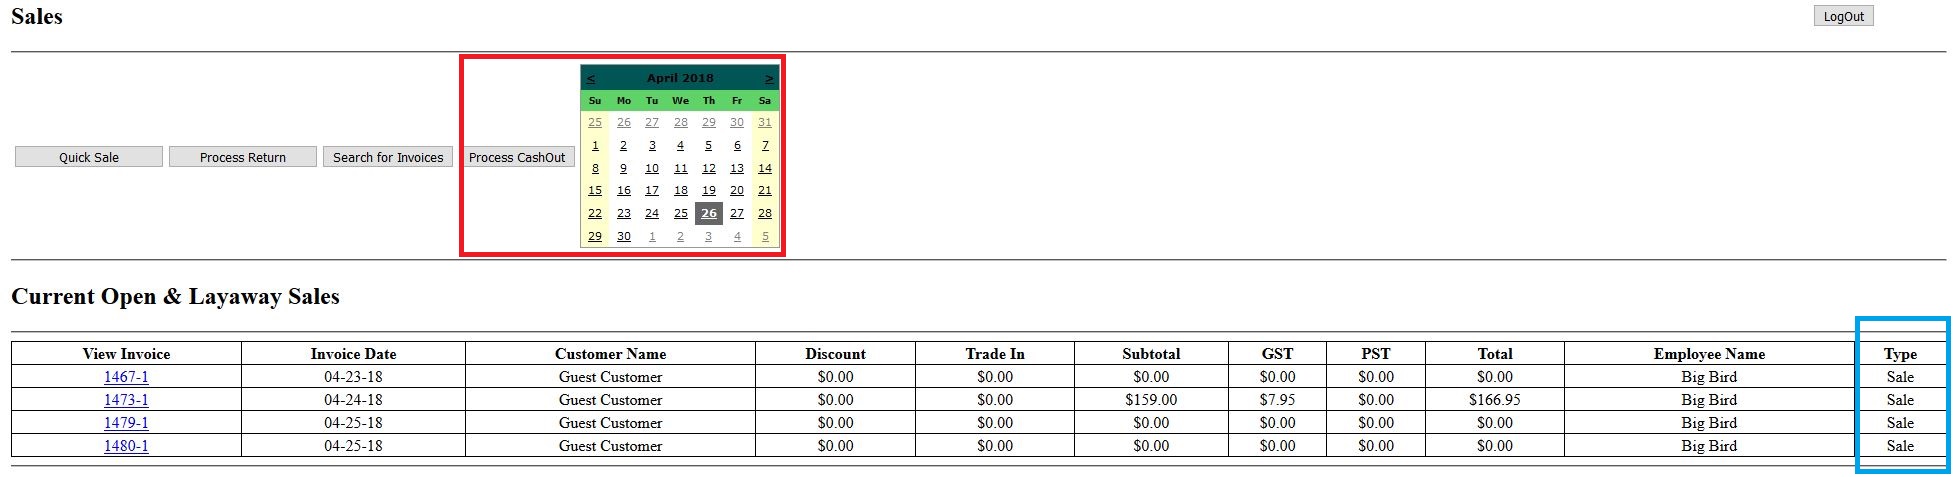 Sales
LogOut
< April 2018 >
Su Mo Tu We Th Fr Sa
25 26 27 28 29 30 31
1 2 3 4 5 6 7
8 9 10 11 12 13 14
15 16 17 18 19 20 21
22 23 24 25 26 27 28
29 30 1 2 3 4 5
Quick Sale Process Return Search for Invoices Process CashOut
Current Open & Layaway Sales
View Invoice Invoice Date Customer Name Discount Trade In Subtotal GST PST Total Employee Name Type
1467-1 04-23-18 Guest Customer $0.00 $0.00 $0.00 $0.00 $0.00 $0.00 Big Bird Sale
1473-1 04-24-18 Guest Customer $0.00 $0.00 $159.00 $7.95 $0.00 $166.95 Big Bird Sale
1479-1 04-25-18 Guest Customer $0.00 $0.00 $0.00 $0.00 $0.00 $0.00 Big Bird Sale
1480-1 04-25-18 Guest Customer $0.00 $0.00 $0.00 $0.00 $0.00 $0.00 Big Bird Sale